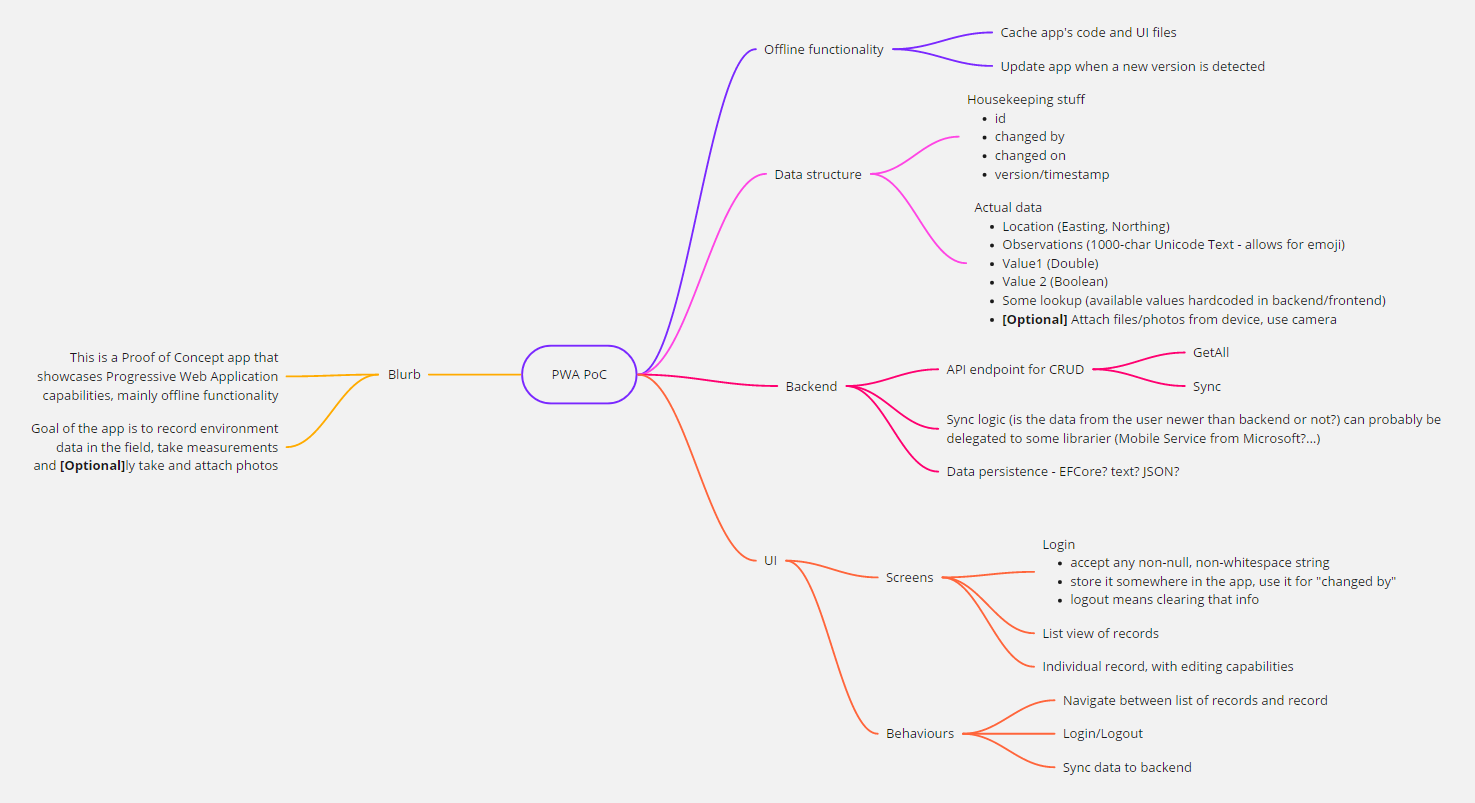 PWA PoC
Blurb
This is a Proof of Concept app that
showcases Progressive Web Application
capabilities, mainly offline functionality
Goal of the app is to record environment
data in the field, take measurements
and [Optional]ly take and attach photos
Offline functionality
Cache app's code and UI files
Update app when a new version is detected
Data structure
Housekeeping stuff
• id
• changed by
• changed on
• version/timestamp
Actual data
• Location (Easting, Northing)
• Observations (1000-char Unicode Text - allows for emoji)
• Value1 (Double)
• Value 2 (Boolean)
• Some lookup (available values hardcoded in backend/frontend)
• [Optional] Attach files/photos from device, use camera
Backend
API endpoint for CRUD
GetAll
Sync
Sync logic (is the data from the user newer than backend or not?) can probably be
delegated to some librarier (Mobile Service from Microsoft?...)
Data persistence - EFCore? text? JSON?
UI
Screens
Login
• accept any non-null, non-whitespace string
• store it somewhere in the app, use it for "changed by"
• logout means clearing that info
List view of records
Individual record, with editing capabilities
Behaviours
Navigate between list of records and record
Login/Logout
Sync data to backend